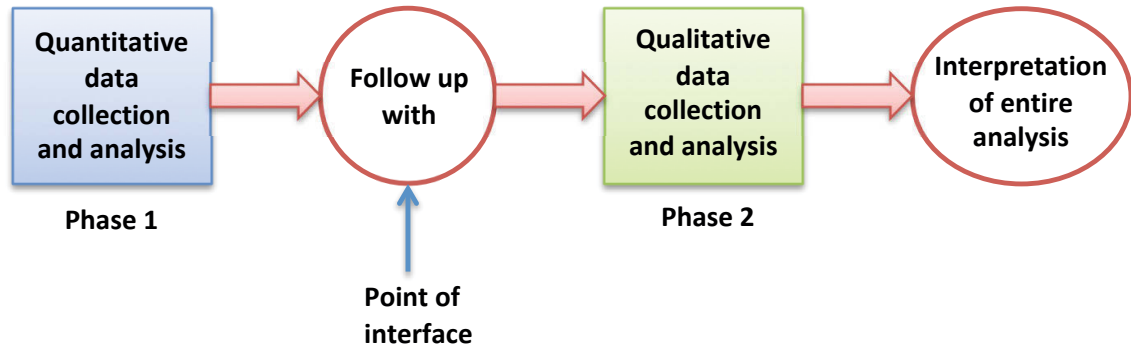 Quantitative
data
collection
and analysis
Phase 1
Follow up
with
Point of
interface
Qualitative
data
collection
and analysis
Phase 2
Interpretation
of entire
analysis